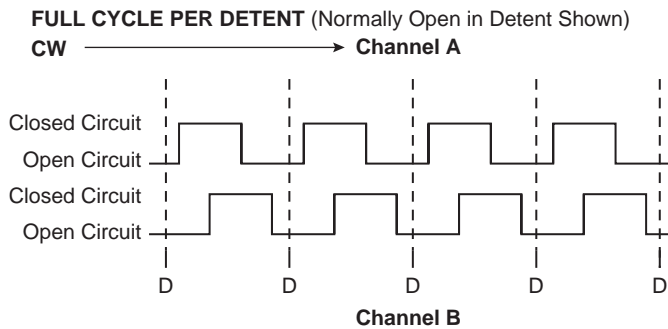 FULL CYCLE PER DETENT (Normally Open in Detent Shown)
CW Channel A
Closed Circuit
Open Circuit
Closed Circuit
Open Circuit
D D D D D
Channel B